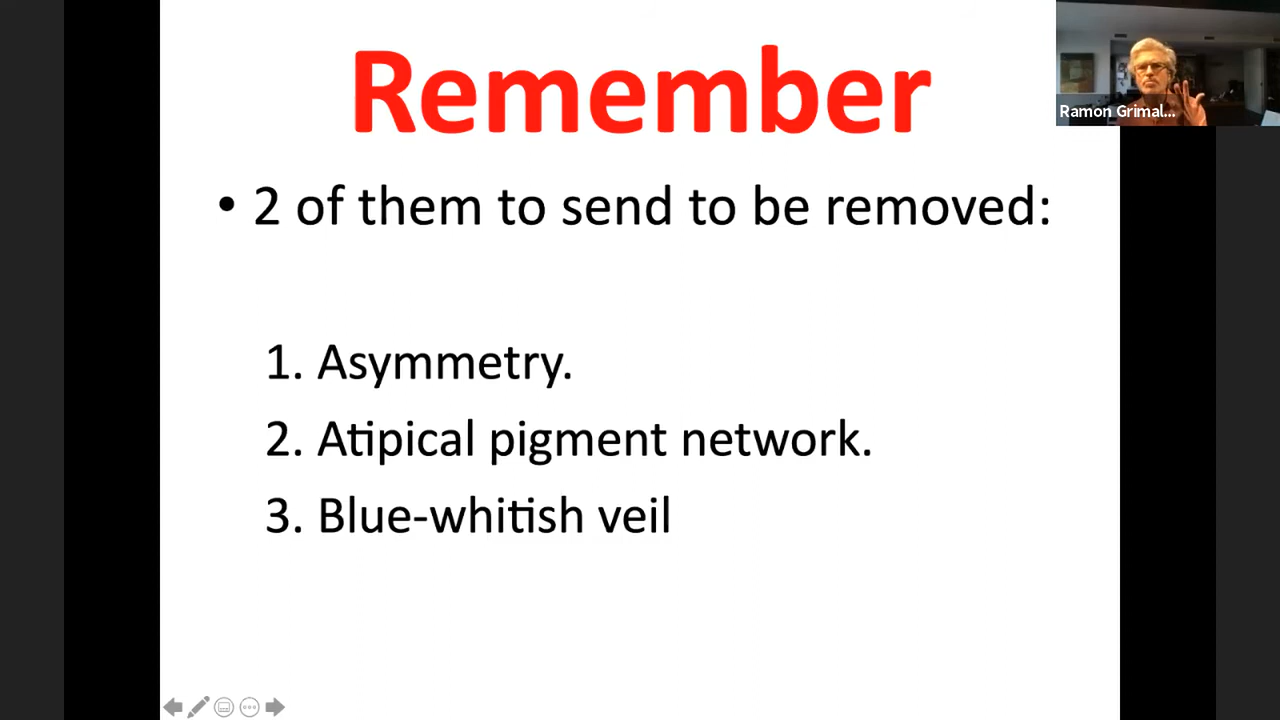 Remember
• 2 of them to send to be removed:
1. Asymmetry.
2. Atipical pigment network.
3. Blue-whitish veil
Ramon Grimal...